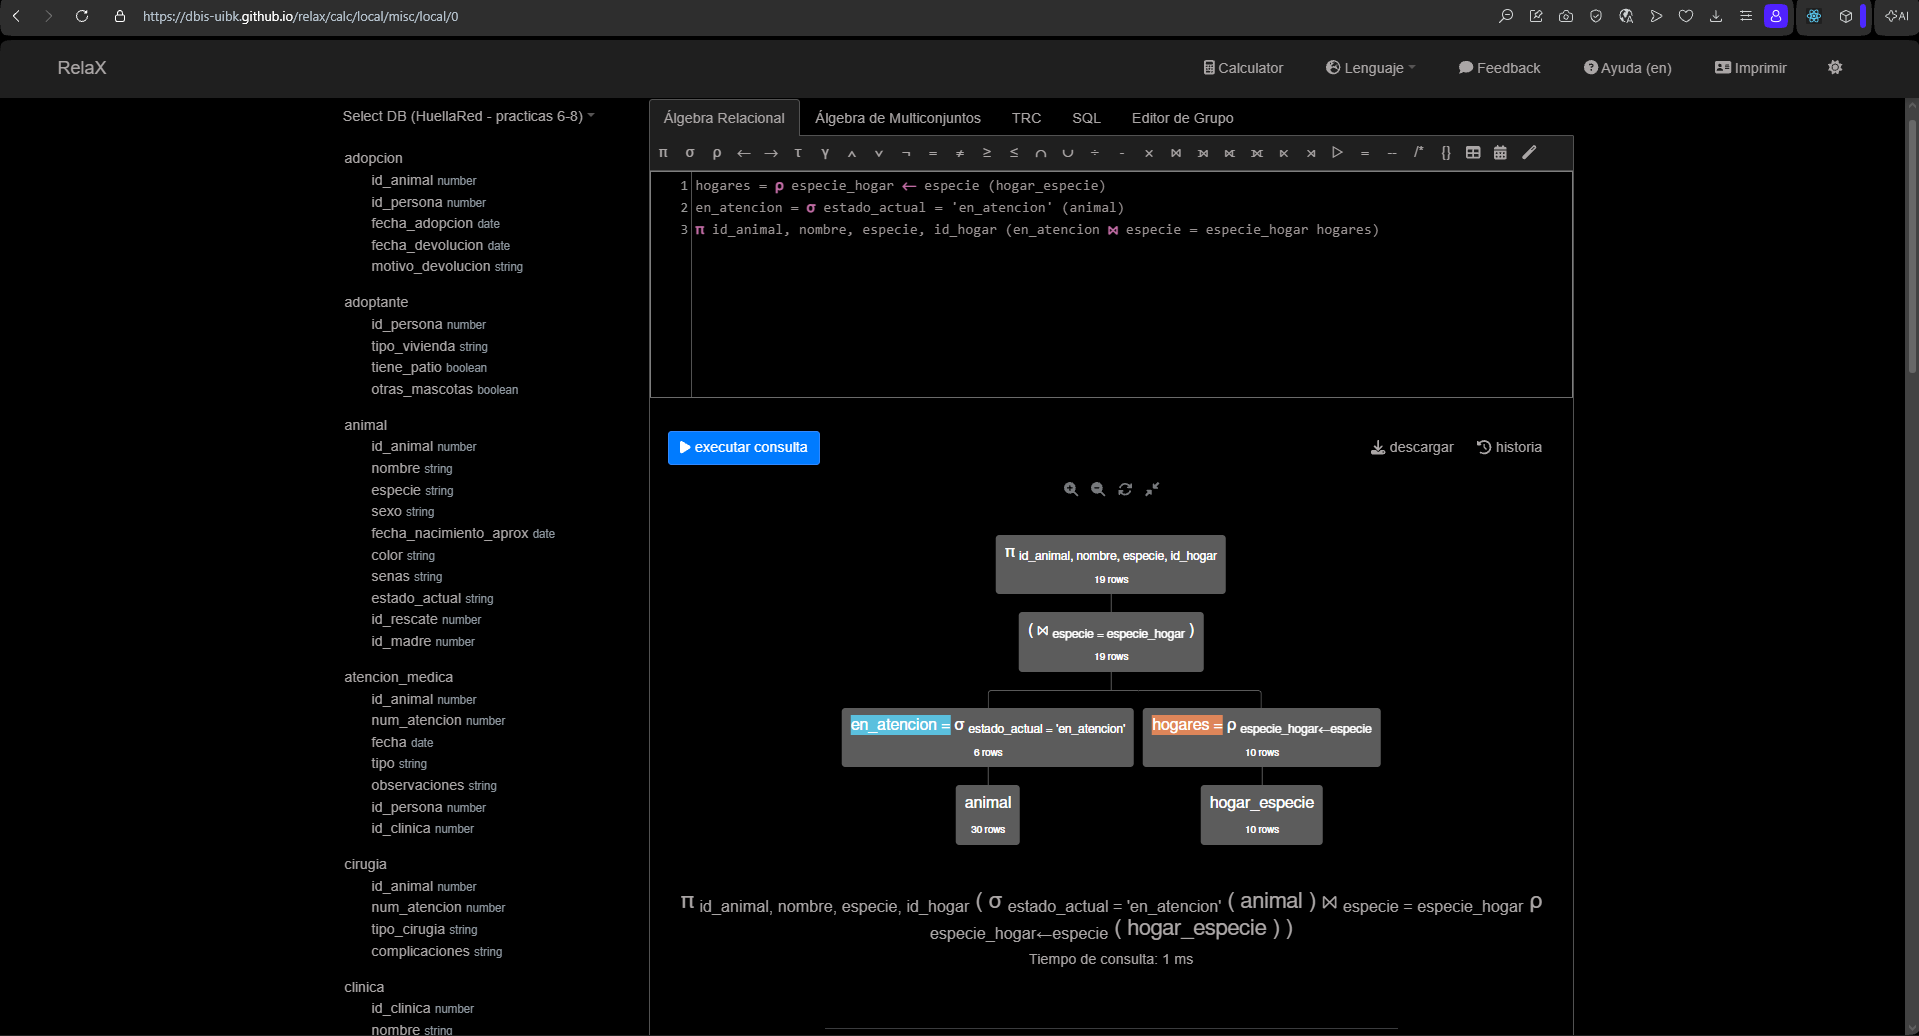 https://dbis-uibk.github.io/relax/calc/local/misc/local/0
AI
RelaX
Calculator
Lenguaje
Feedback
Ayuda (en)
Imprimir
Select DB (HuellaRed - practicas 6-8)
adopcion
id_animal number
id_persona number
fecha_adopcion date
fecha_devolucion date
motivo_devolucion string
adoptante
id_persona number
tipo_vivienda string
tiene_patio boolean
otras_mascotas boolean
animal
id_animal number
nombre string
especie string
sexo string
fecha_nacimiento_aprox date
color string
senas string
estado_actual string
id_rescate number
id_madre number
atencion_medica
id_animal number
num_atencion number
fecha date
tipo string
observaciones string
id_persona number
id_clinica number
cirugia
id_animal number
num_atencion number
tipo_cirugia string
complicaciones string
clinica
id_clinica number
nombre string
Álgebra Relacional
Álgebra de Multiconjuntos
TRC
SQL
Editor de Grupo
π σ ρ ← → τ γ ∧ ∨ ¬ = ≠ ≥ ≤ ∩ ∪ ÷ - ⨯ ⨝ ⟕ ⟖ ⟗ ⋉ ⋊ ▷ = -- /* {}
1 hogares = ρ especie_hogar ← especie (hogar_especie)
2 en_atencion = σ estado_actual = 'en_atencion' (animal)
3 π id_animal, nombre, especie, id_hogar (en_atencion ⨝ especie = especie_hogar hogares)
executar consulta
descargar
historia
π id_animal, nombre, especie, id_hogar
19 rows
( ⨝ especie = especie_hogar )
19 rows
en_atencion = σ estado_actual = 'en_atencion'
6 rows
hogares = ρ especie_hogar←especie
10 rows
animal
30 rows
hogar_especie
10 rows
π id_animal, nombre, especie, id_hogar ( σ estado_actual = 'en_atencion' ( animal ) ⨝ especie = especie_hogar ρ
especie_hogar←especie ( hogar_especie ) )
Tiempo de consulta: 1 ms